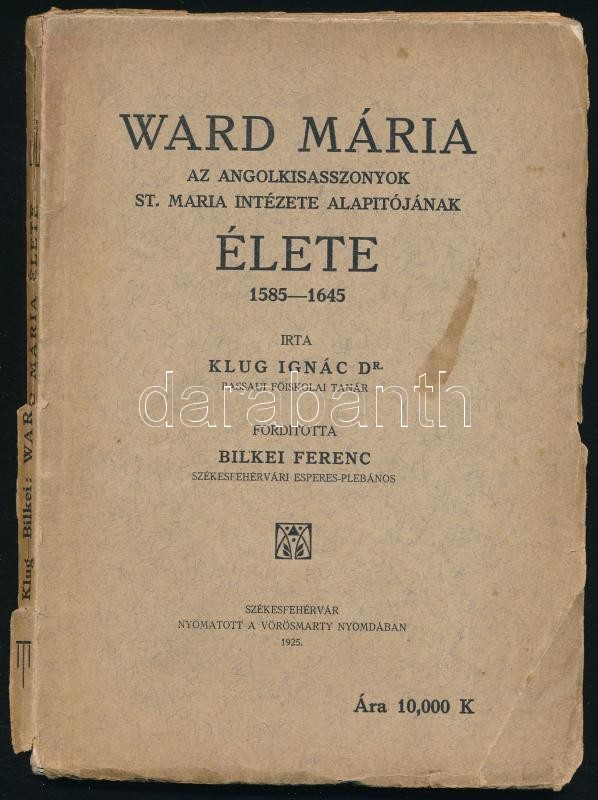 WARD MÁRIA
AZ ANGOLKISASSZONYOK
ST. MARIA INTÉZETE ALAPITÓJÁNAK
ÉLETE
1585—1645
IRTA
KLUG IGNÁC DR.
PASSAUI FŐISKOLAI TANÁR
FORDITOTTA
BILKEI FERENC
SZÉKESFEHÉRVÁRI ESPERES-PLEBÁNOS
SZÉKESFEHÉRVÁR
NYOMATOTT A VÖRÖSMARTY NYOMDÁBAN
1925.
Ára 10,000 K
Klug Bilkei: WARD MÁRIA ÉLETE
darabanth